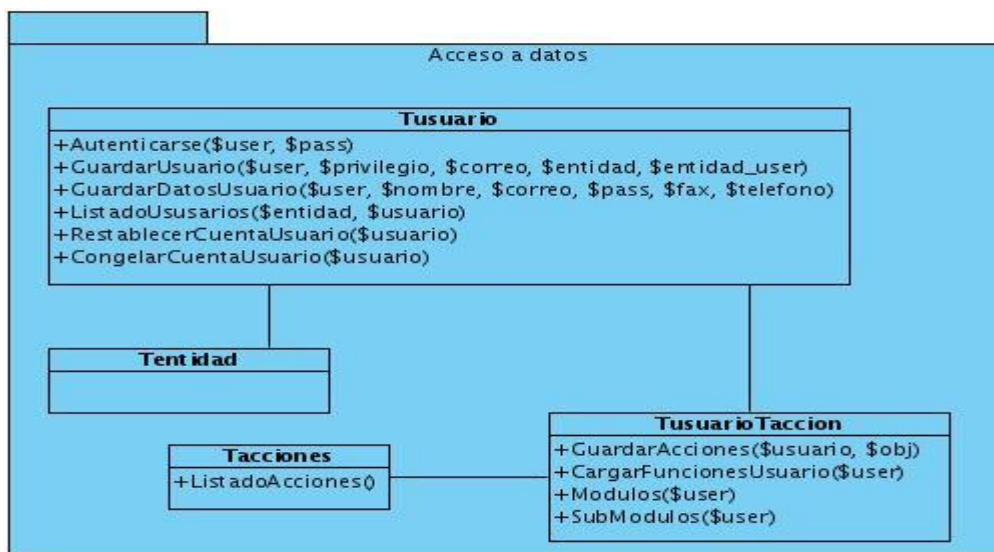 Acceso a datos
Tusuario
+Autenticarse($user, $pass)
+GuardarUsuario($user, $privilegio, $correo, $entidad, $entidad_user)
+GuardarDatosUsuario($user, $nombre, $correo, $pass, $fax, $telefono)
+ListadoUsusarios($entidad, $usuario)
+RestablecerCuentaUsuario($usuario)
+CongelarCuentaUsuario($usuario)
Tentidad
TusuarioTaccion
+GuardarAcciones($usuario, $obj)
+CargarFuncionesUsuario($user)
+Modulos($user)
+SubModulos($user)
Tacciones
+ListadoAcciones()